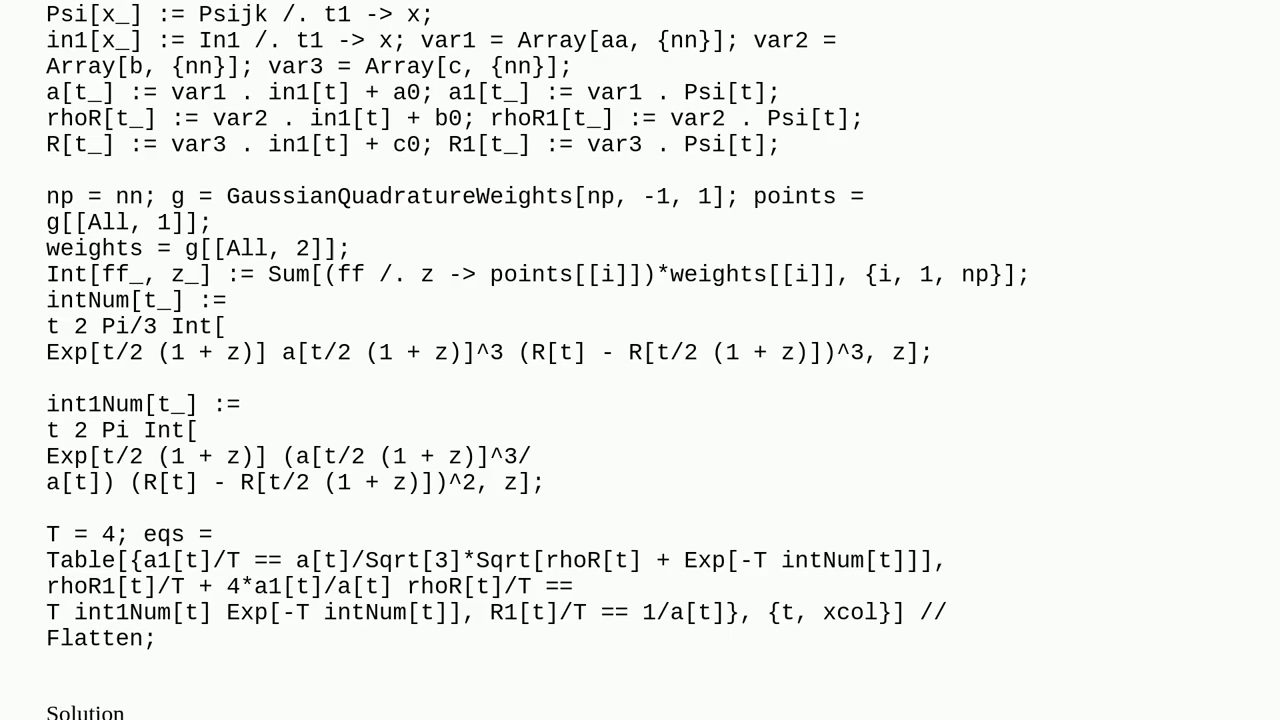 Psi[x_] := Psijk /. t1 -> x;
in1[x_] := In1 /. t1 -> x; var1 = Array[aa, {nn}]; var2 =
Array[b, {nn}]; var3 = Array[c, {nn}];
a[t_] := var1 . in1[t] + a0; a1[t_] := var1 . Psi[t];
rhoR[t_] := var2 . in1[t] + b0; rhoR1[t_] := var2 . Psi[t];
R[t_] := var3 . in1[t] + c0; R1[t_] := var3 . Psi[t];

np = nn; g = GaussianQuadratureWeights[np, -1, 1]; points =
g[[All, 1]];
weights = g[[All, 2]];
Int[ff_, z_] := Sum[(ff /. z -> points[[i]])*weights[[i]], {i, 1, np}];
intNum[t_] :=
t 2 Pi/3 Int[
Exp[t/2 (1 + z)] a[t/2 (1 + z)]^3 (R[t] - R[t/2 (1 + z)])^3, z];

int1Num[t_] :=
t 2 Pi Int[
Exp[t/2 (1 + z)] (a[t/2 (1 + z)]^3/
a[t]) (R[t] - R[t/2 (1 + z)])^2, z];

T = 4; eqs =
Table[{a1[t]/T == a[t]/Sqrt[3]*Sqrt[rhoR[t] + Exp[-T intNum[t]]],
rhoR1[t]/T + 4*a1[t]/a[t] rhoR[t]/T ==
T int1Num[t] Exp[-T intNum[t]], R1[t]/T == 1/a[t]}, {t, xcol}] //
Flatten;

Solution